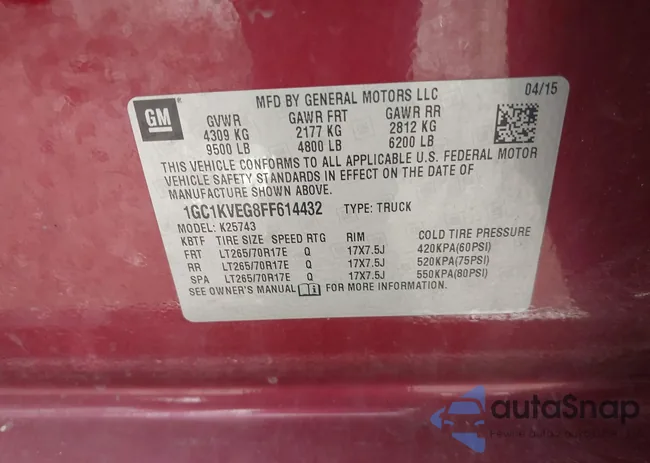 GM
MFD BY GENERAL MOTORS LLC 04/15
GVWR GAWR FRT GAWR RR
4309 KG 2177 KG 2812 KG
9500 LB 4800 LB 6200 LB
THIS VEHICLE CONFORMS TO ALL APPLICABLE U.S. FEDERAL MOTOR
VEHICLE SAFETY STANDARDS IN EFFECT ON THE DATE OF
MANUFACTURE SHOWN ABOVE.
1GC1KVEG8FF614432 TYPE: TRUCK
MODEL: K25743
KBTF TIRE SIZE SPEED RTG RIM COLD TIRE PRESSURE
FRT LT265/70R17E Q 17X7.5J 420KPA(60PSI)
RR LT265/70R17E Q 17X7.5J 520KPA(75PSI)
SPA LT265/70R17E Q 17X7.5J 550KPA(80PSI)
SEE OWNER'S MANUAL FOR MORE INFORMATION.
autoSnap